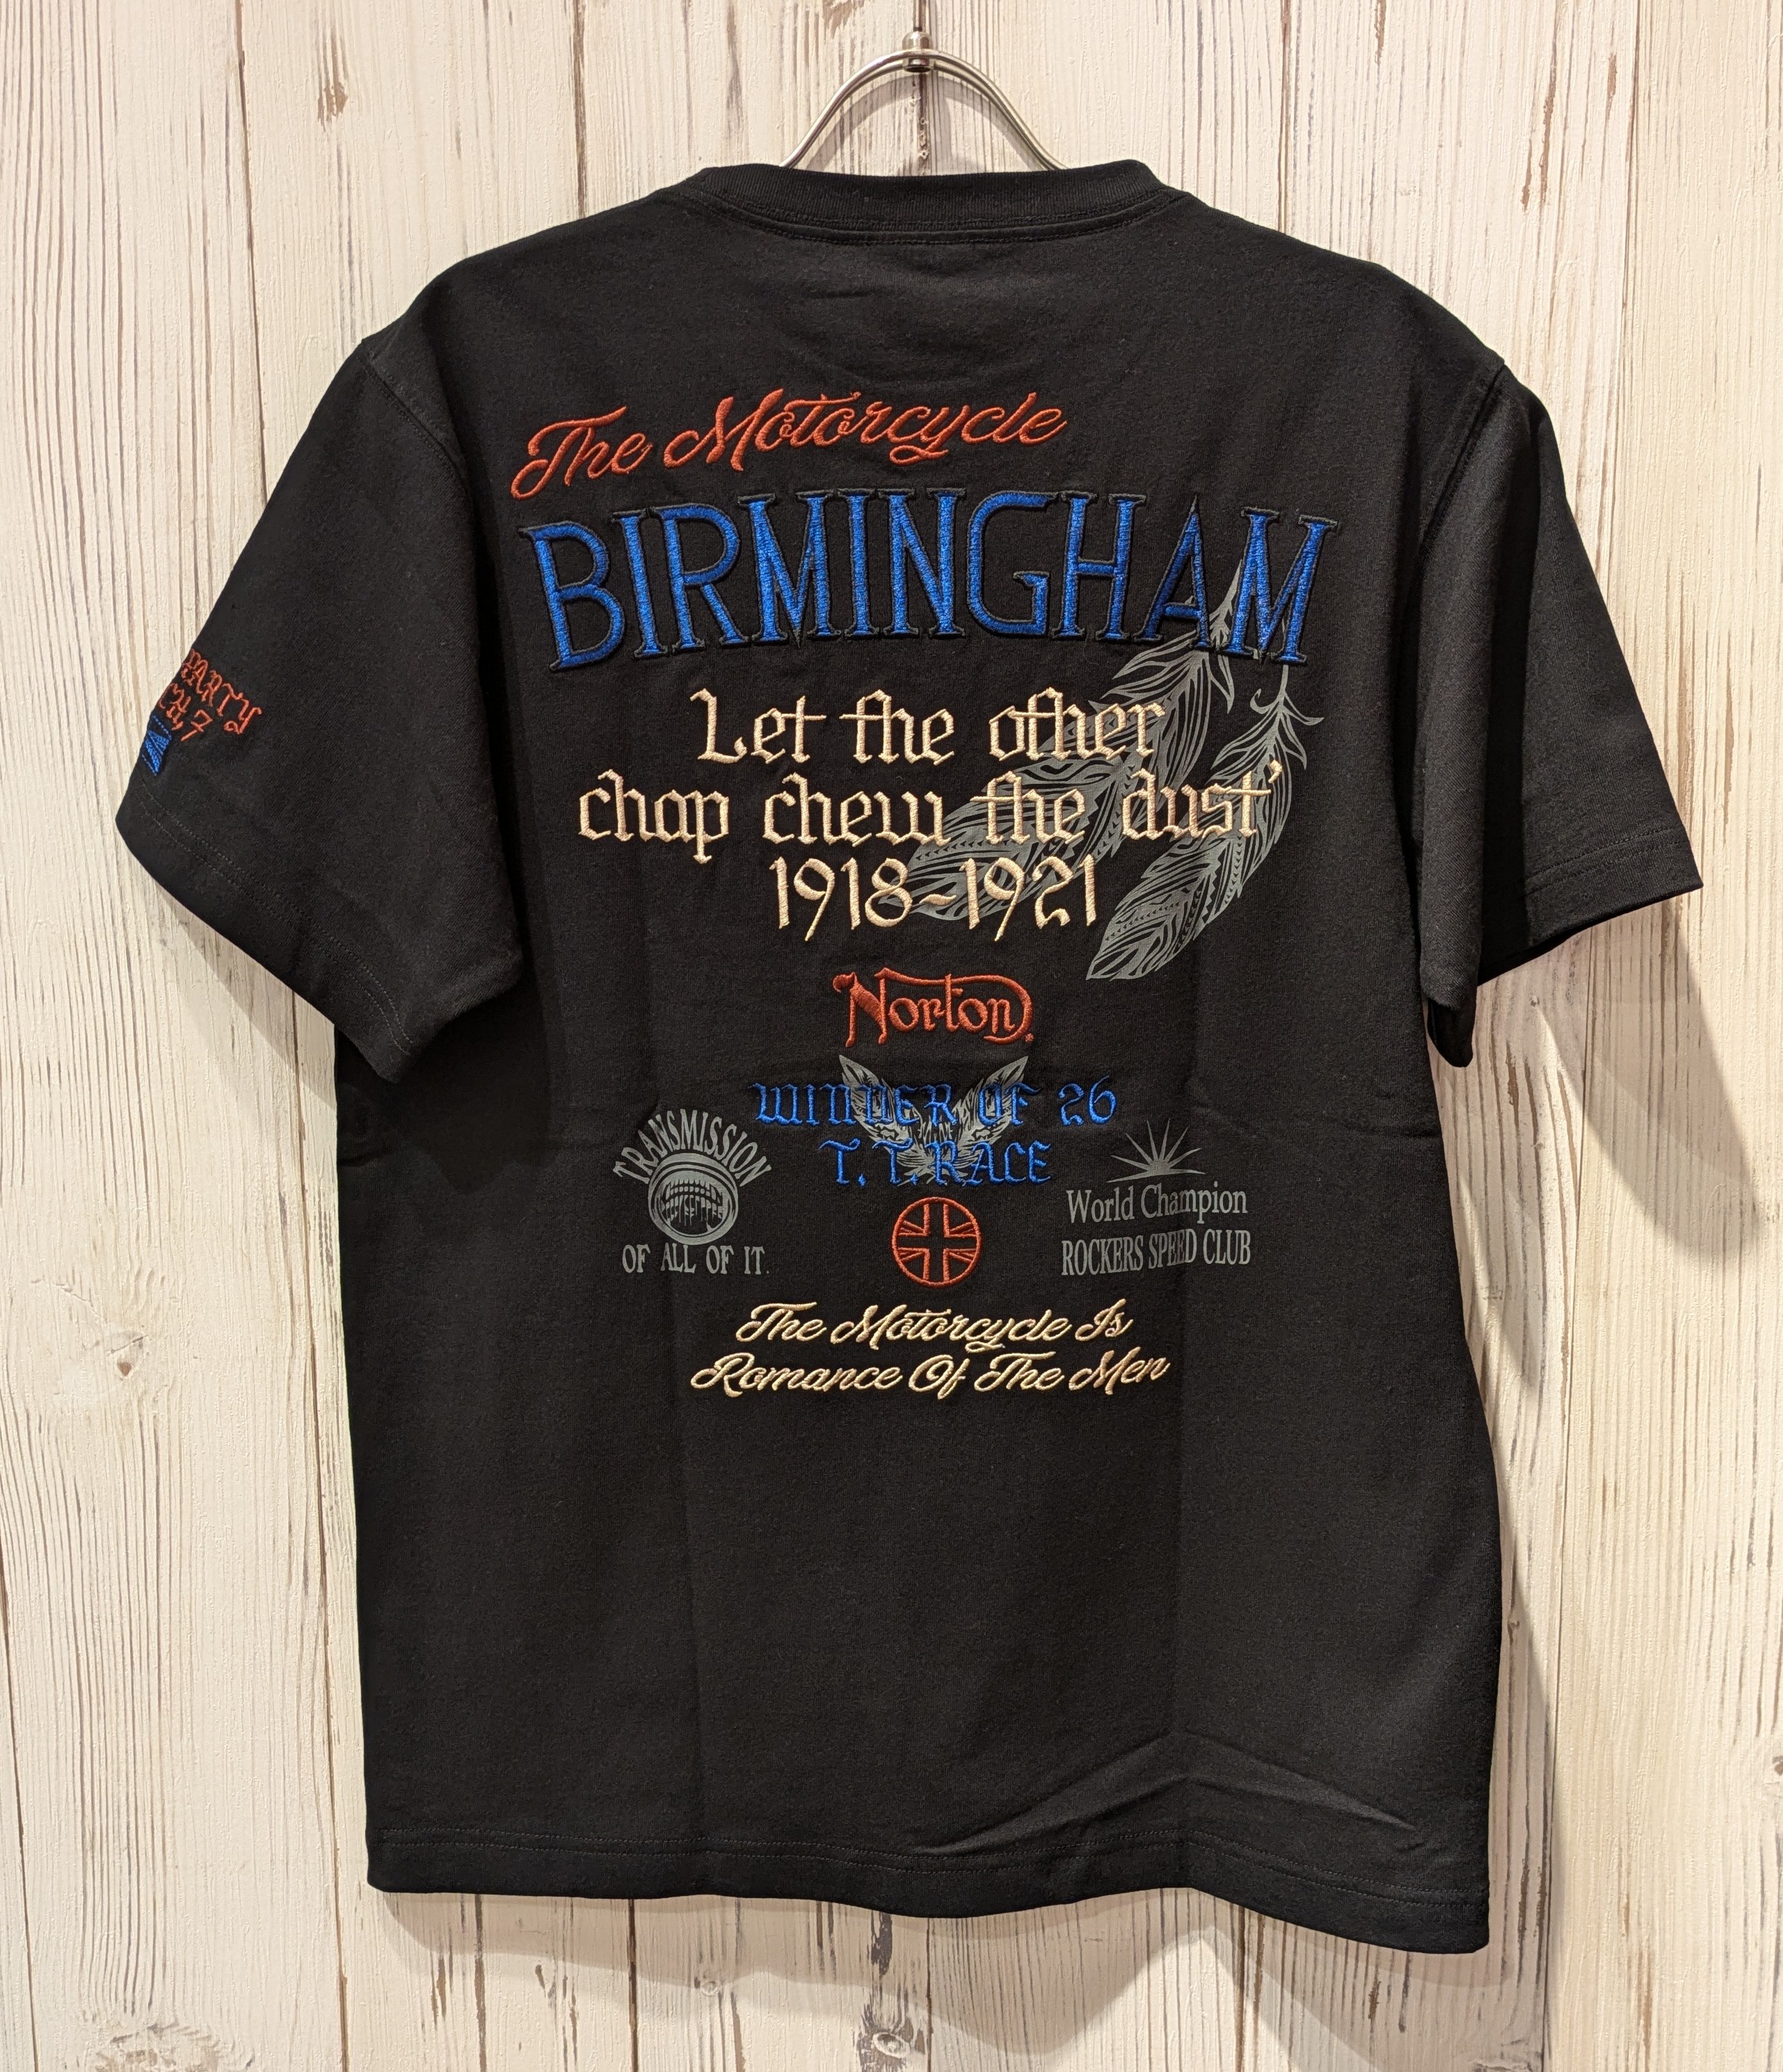 The Motorcycle
BIRMINGHAM
Let the other
chap chew the dust'
1918-1921
Norton
WINNER OF 26
T.T. RACE
TRANSMISSION
OF ALL OF IT.
World Champion
ROCKERS SPEED CLUB
The Motorcycle Is
Romance Of The Men